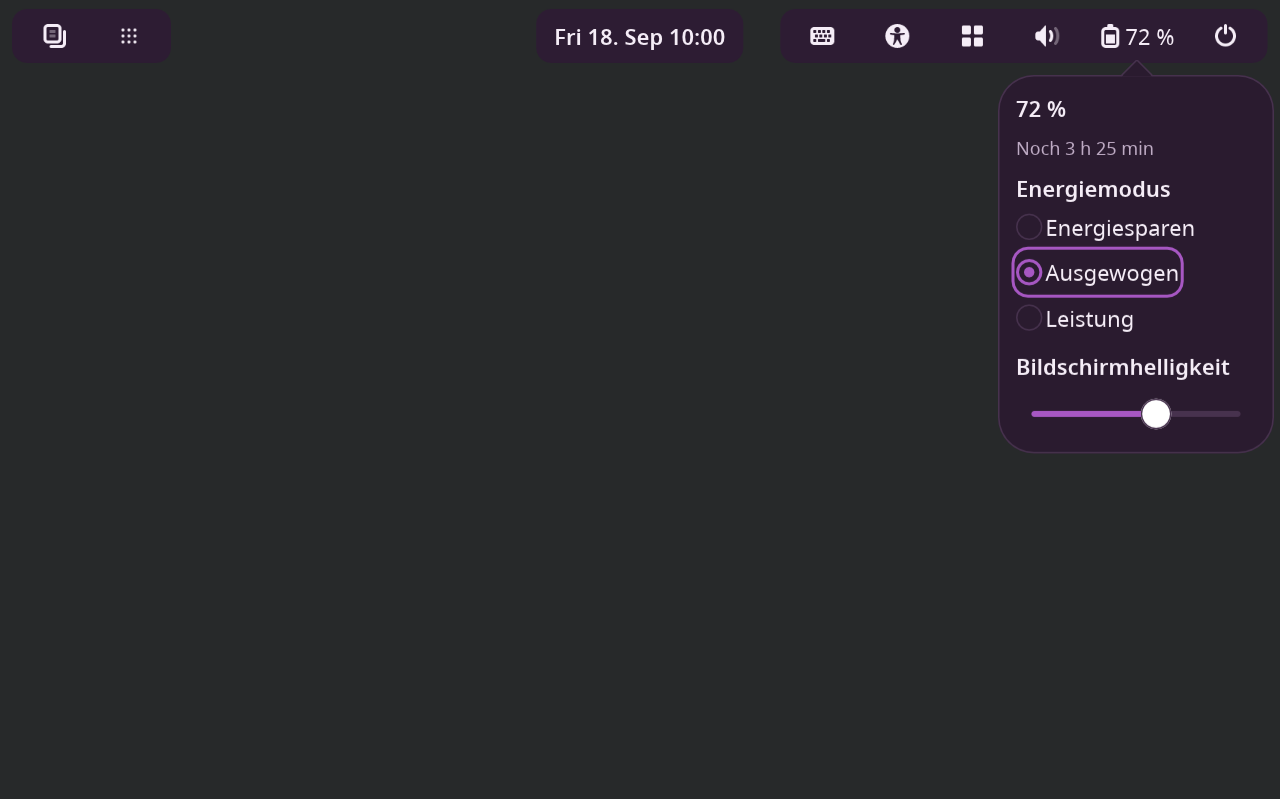 Fri 18. Sep 10:00
72 %
72 %
Noch 3 h 25 min
Energiemodus
Energiesparen
Ausgewogen
Leistung
Bildschirmhelligkeit